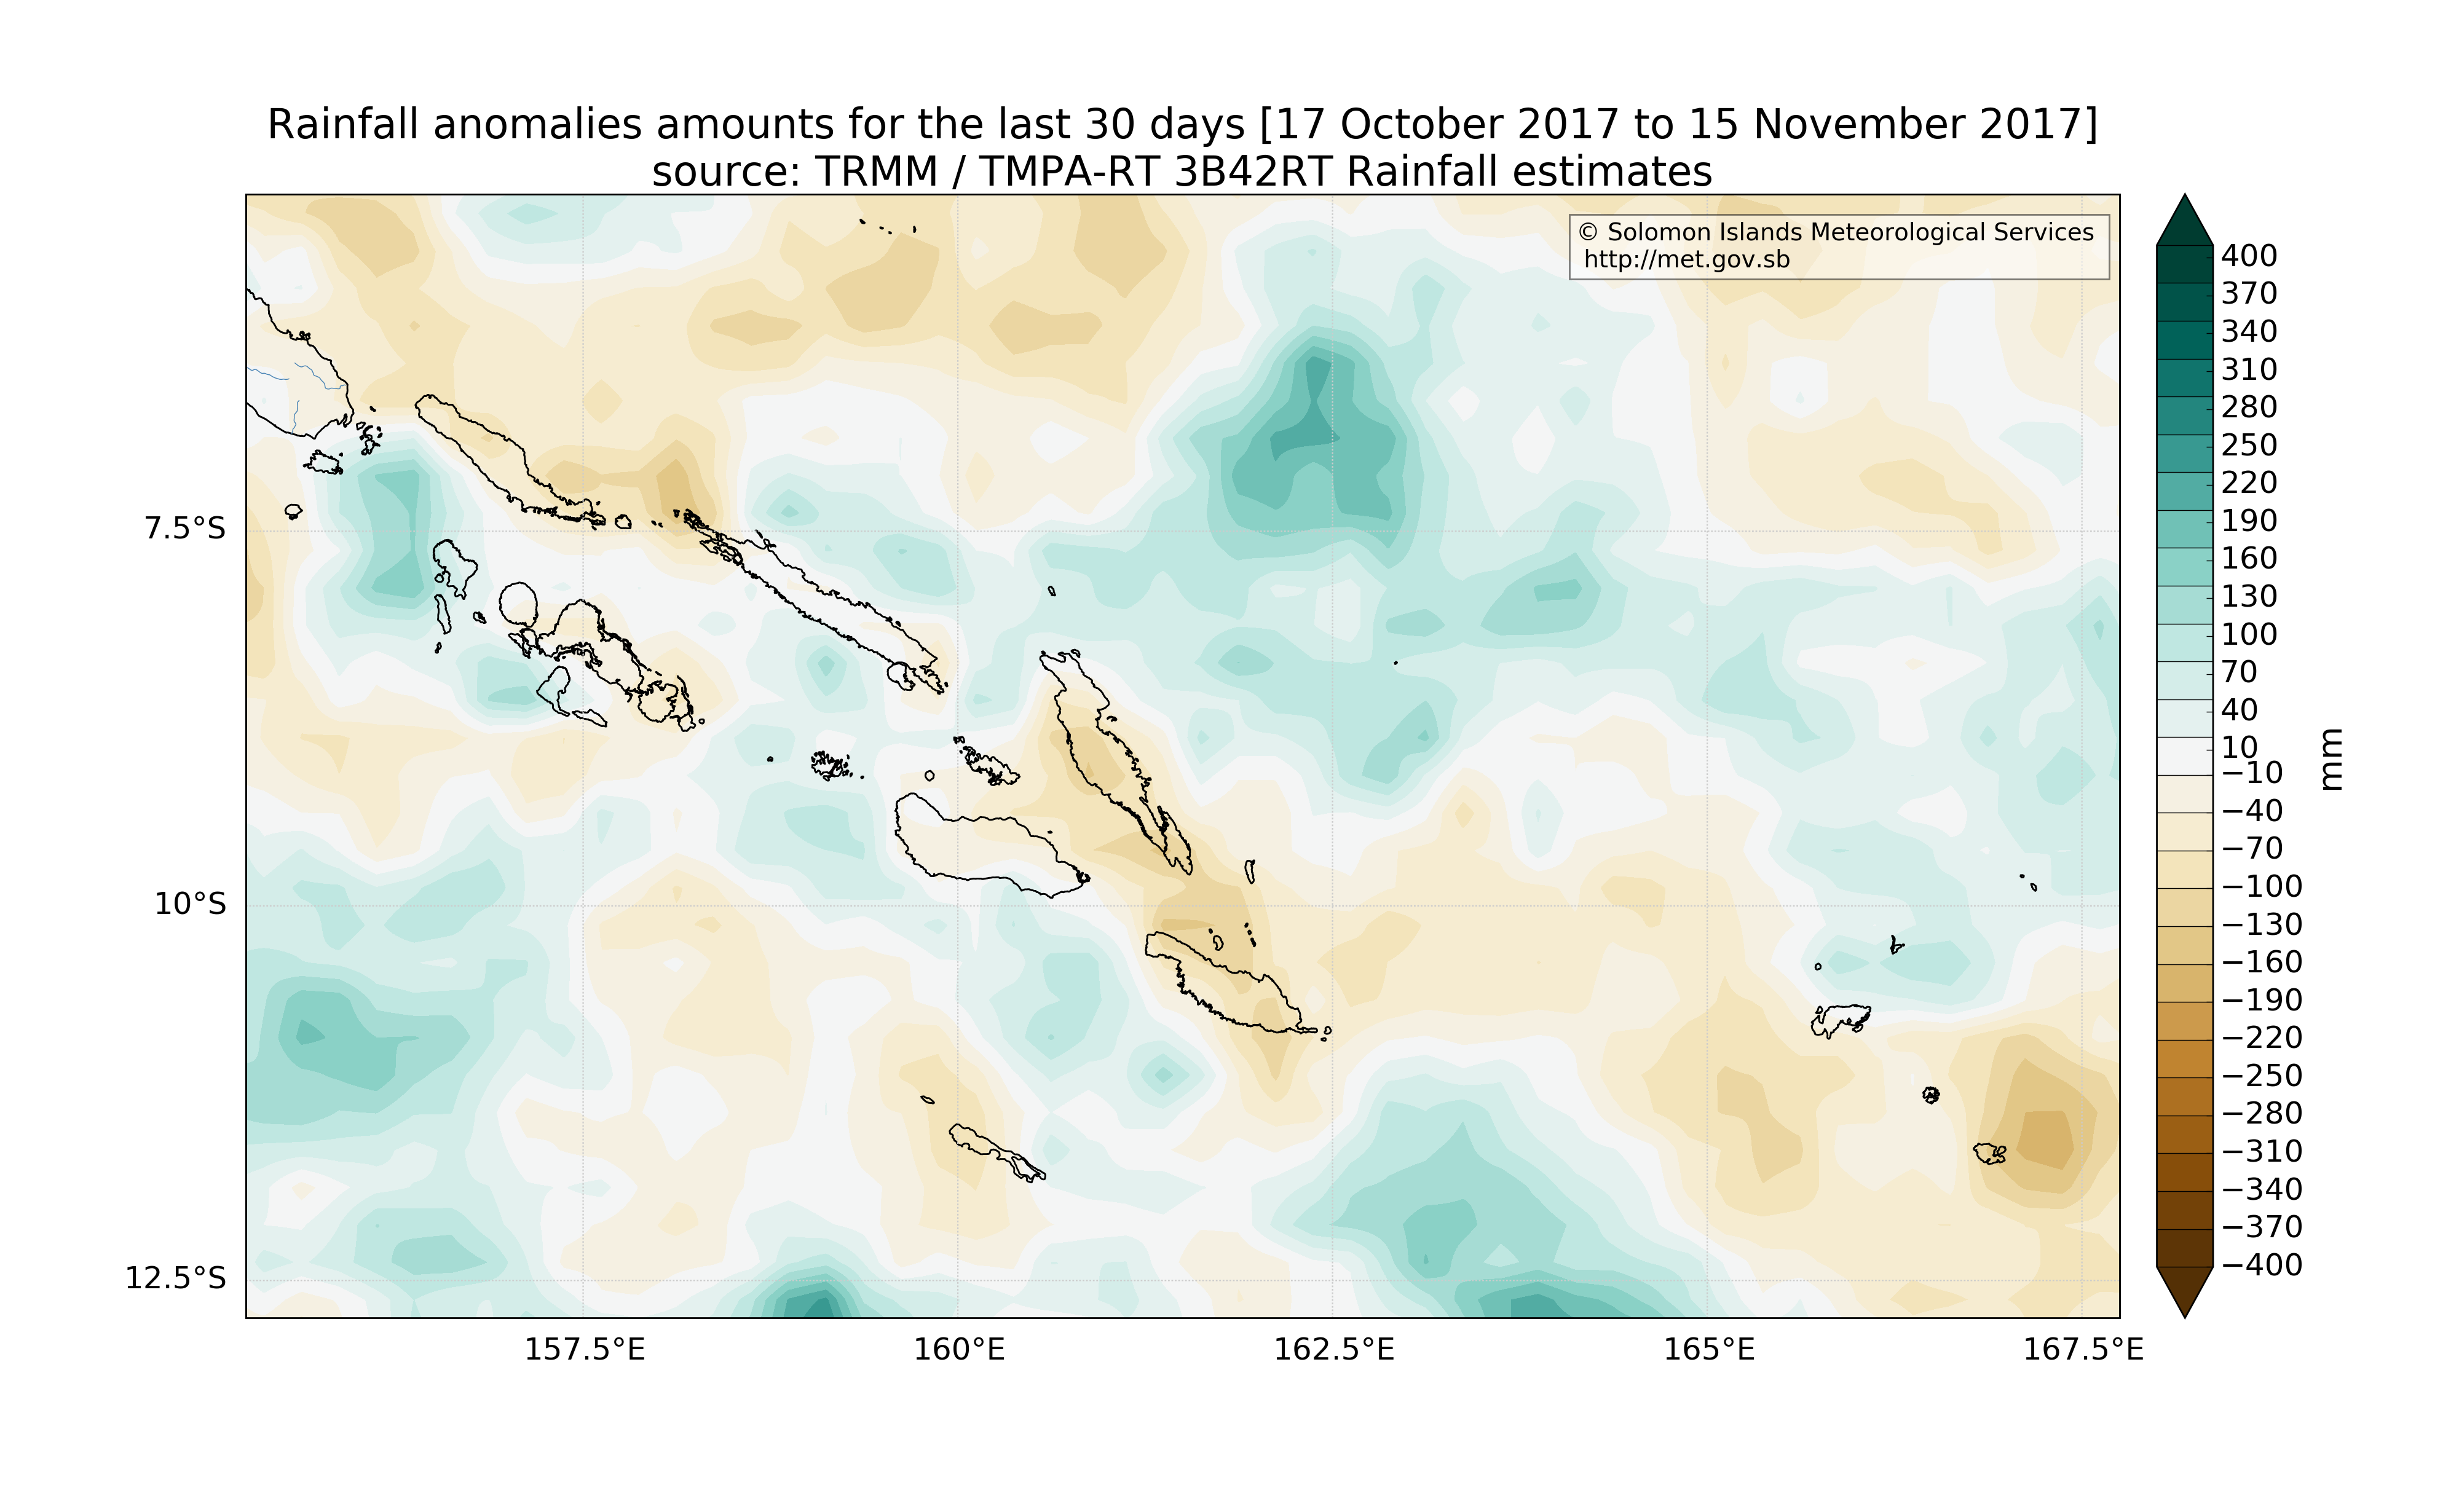 Rainfall anomalies amounts for the last 30 days [17 October 2017 to 15 November 2017]
source: TRMM / TMPA-RT 3B42RT Rainfall estimates
© Solomon Islands Meteorological Services
http://met.gov.sb
7.5°S
10°S
12.5°S
157.5°E
160°E
162.5°E
165°E
167.5°E
400
370
340
310
280
250
220
190
160
130
100
70
40
10
−10
−40
−70
−100
−130
−160
−190
−220
−250
−280
−310
−340
−370
−400
mm